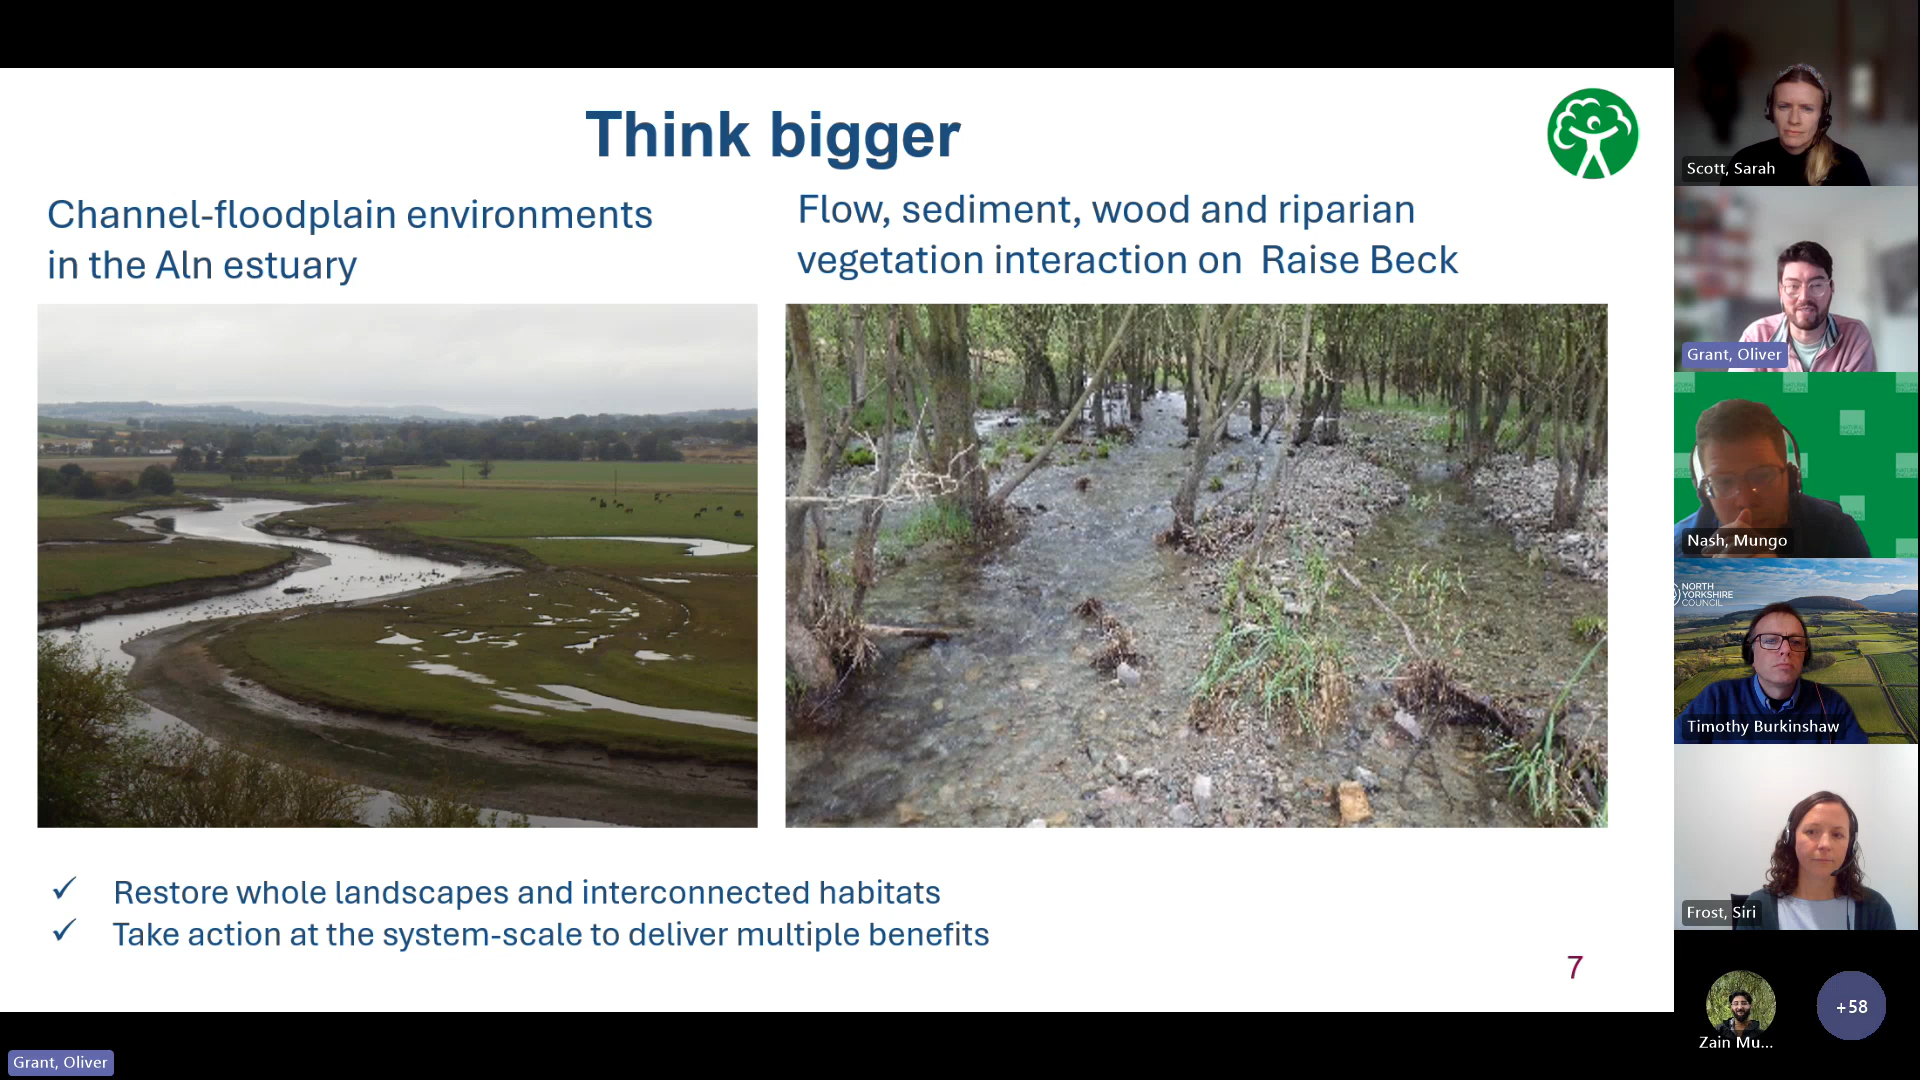 Think bigger
Channel-floodplain environments
in the Aln estuary
Flow, sediment, wood and riparian
vegetation interaction on Raise Beck
✓ Restore whole landscapes and interconnected habitats
✓ Take action at the system-scale to deliver multiple benefits
7
Grant, Oliver
Scott, Sarah
Grant, Oliver
Nash, Mungo
NORTH
YORKSHIRE
COUNCIL
Timothy Burkinshaw
Frost, Siri
Zain Mu...
+58